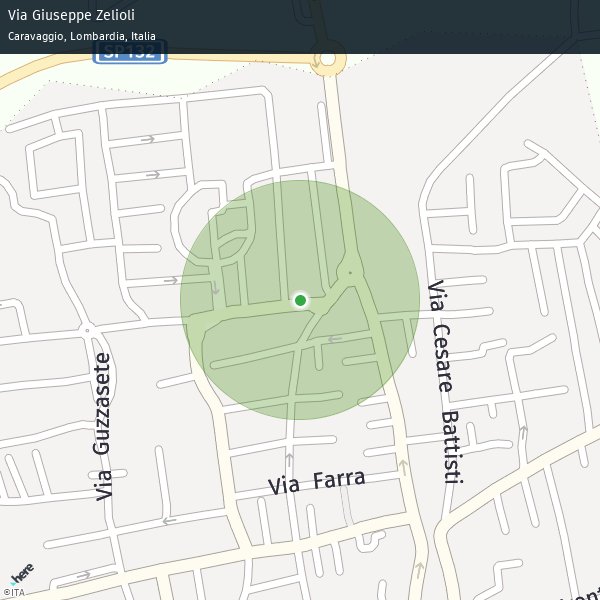 Via Giuseppe Zelioli
Caravaggio, Lombardia, Italia
SP132
Via Cesare Battisti
Via Guzzasete
Via Farra
here
©ITA